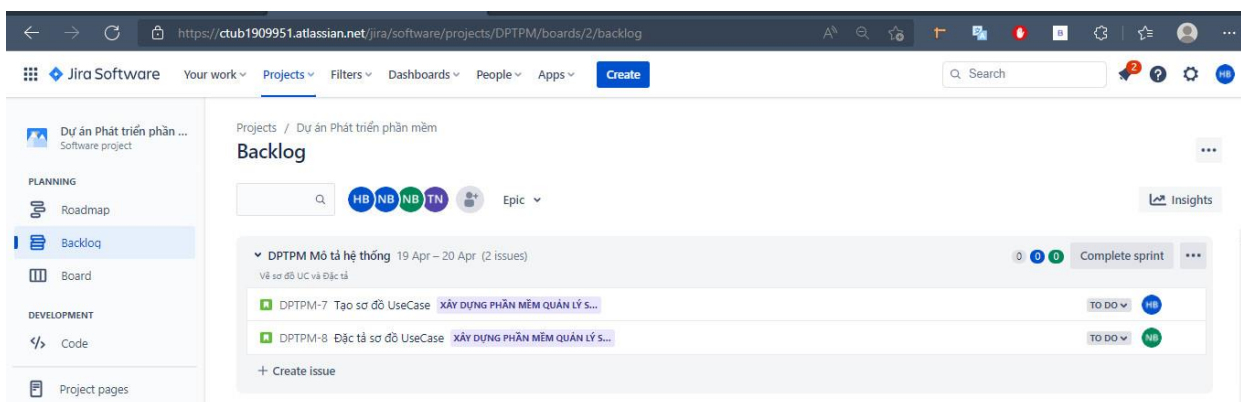 https://ctub1909951.atlassian.net/jira/software/projects/DPTPM/boards/2/backlog
Jira Software Your work Projects Filters Dashboards People Apps Create Search 2 HB
Dự án Phát triển phần ...
Software project
PLANNING
Roadmap
Backlog
Board
DEVELOPMENT
Code
Project pages
Projects / Dự án Phát triển phần mềm
Backlog
HB NB NB TN Epic Insights
DPTPM Mô tả hệ thống 19 Apr – 20 Apr (2 issues) 0 0 0 Complete sprint
Vẽ sơ đồ UC và Đặc tả
DPTPM-7 Tạo sơ đồ UseCase XÂY DỰNG PHẦN MỀM QUẢN LÝ S... TO DO HB
DPTPM-8 Đặc tả sơ đồ UseCase XÂY DỰNG PHẦN MỀM QUẢN LÝ S... TO DO NB
+ Create issue